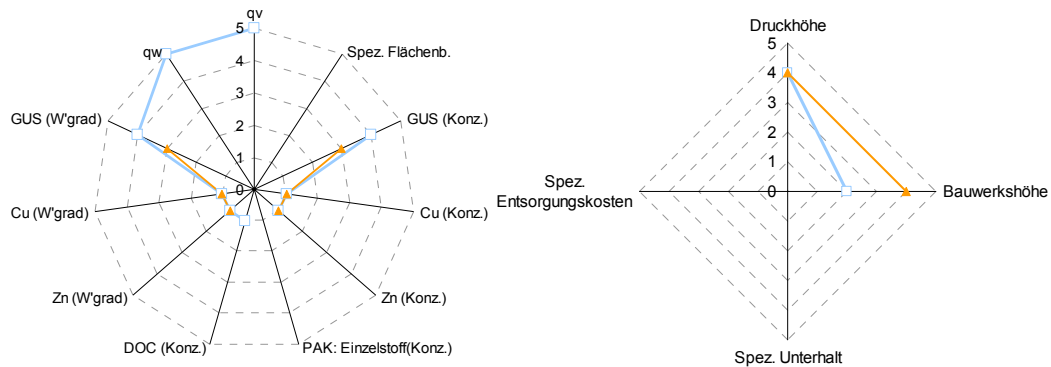 qv
5
4
3
2
1
0
Spez. Flächenb.
GUS (Konz.)
Cu (Konz.)
Zn (Konz.)
PAK: Einzelstoff(Konz.)
DOC (Konz.)
Zn (W'grad)
Cu (W'grad)
GUS (W'grad)
qw
Druckhöhe
5
4
3
2
1
0
Bauwerkshöhe
Spez. Unterhalt
Spez.
Entsorgungskosten